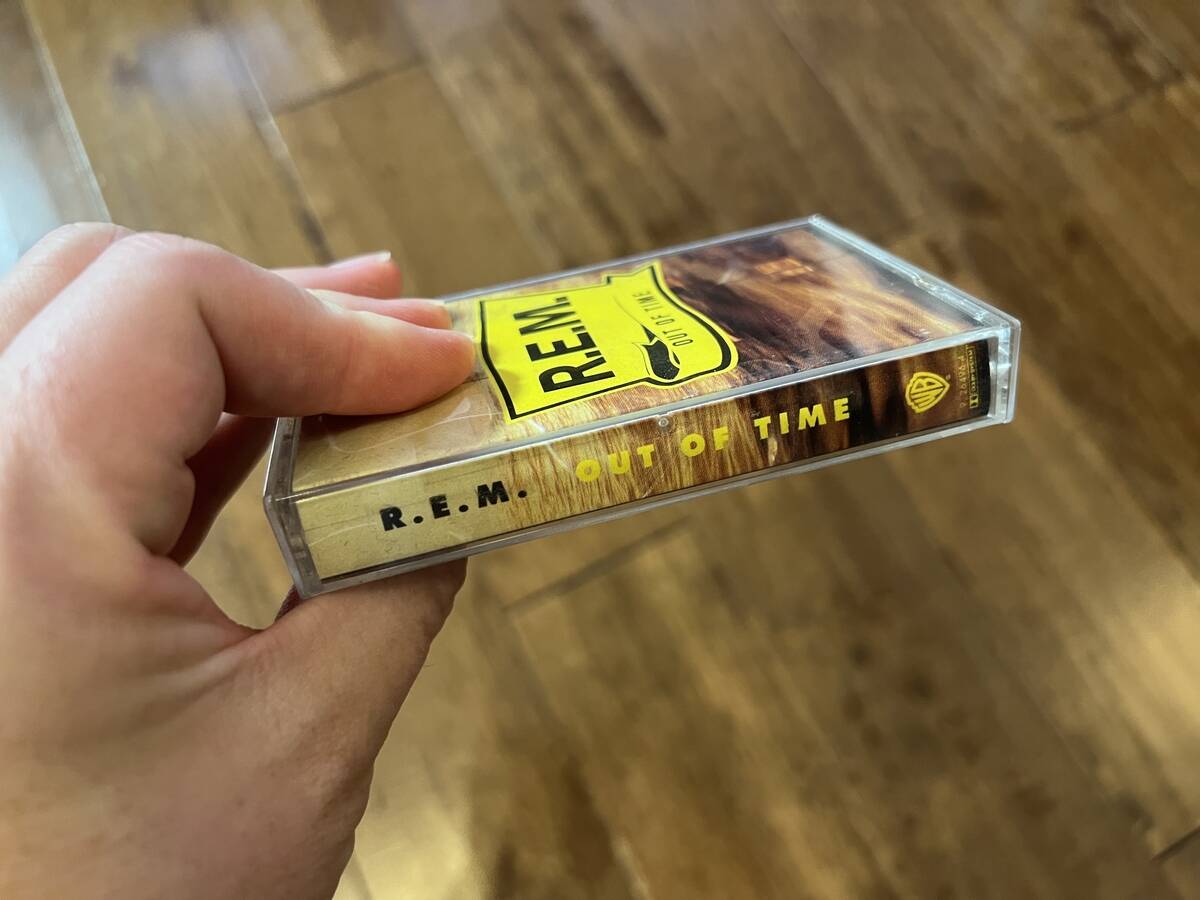 R.E.M.
OUT OF TIME
R.E.M. OUT OF TIME
WB